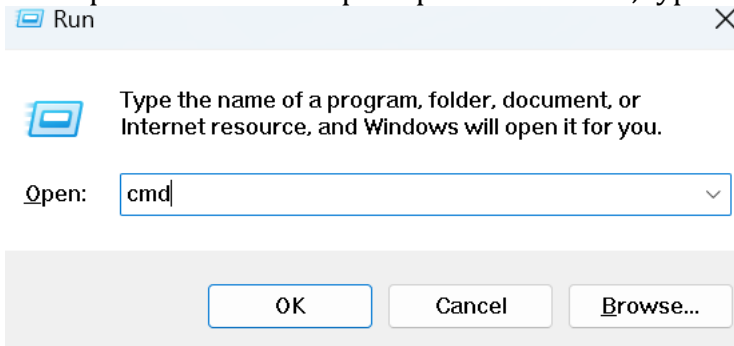 Run
Type the name of a program, folder, document, or
Internet resource, and Windows will open it for you.
Open: cmd
OK Cancel Browse...